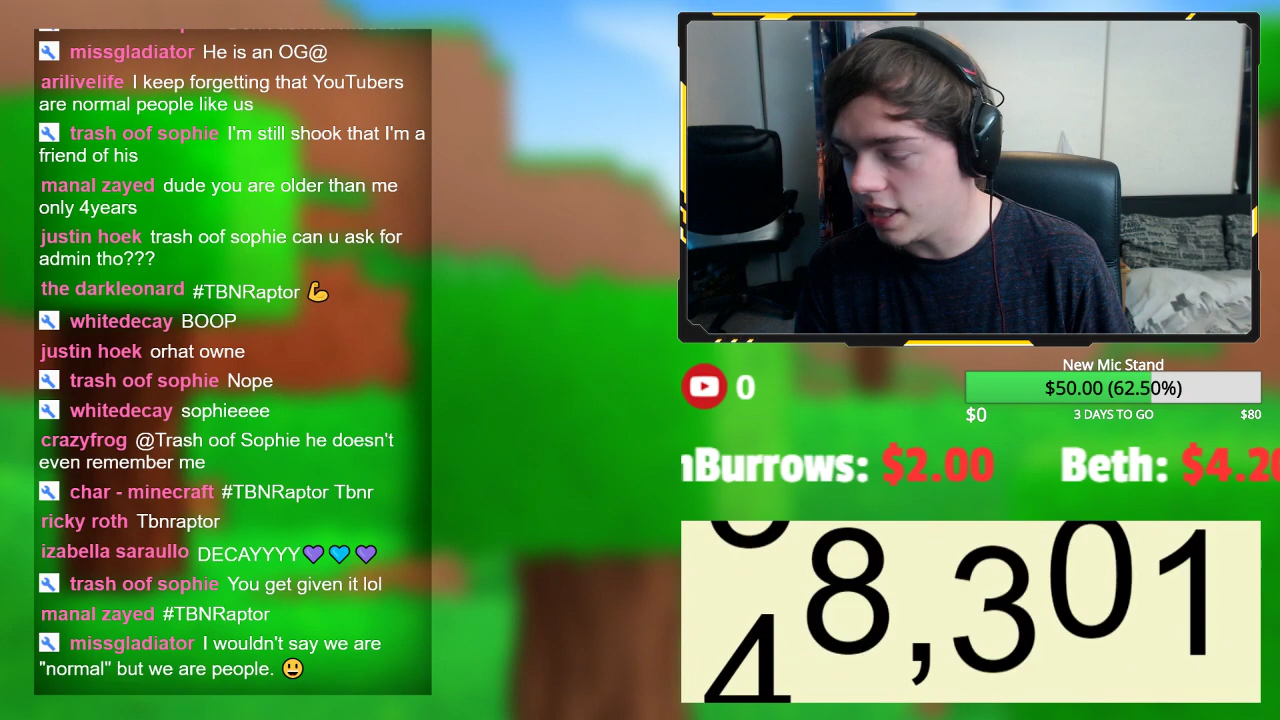 missgladiator He is an OG@
arilivelife I keep forgetting that YouTubers
are normal people like us
trash oof sophie I'm still shook that I'm a
friend of his
manal zayed dude you are older than me
only 4years
justin hoek trash oof sophie can u ask for
admin tho???
the darkleonard #TBNRaptor 💪
whitedecay BOOP
justin hoek orhat owne
trash oof sophie Nope
whitedecay sophieeee
crazyfrog @Trash oof Sophie he doesn't
even remember me
char - minecraft #TBNRaptor Tbnr
ricky roth Tbnraptor
izabella saraullo DECAYYYY💜💙💜
trash oof sophie You get given it lol
manal zayed #TBNRaptor
missgladiator I wouldn't say we are
"normal" but we are people. 😃
0
New Mic Stand
$50.00 (62.50%)
$0 3 DAYS TO GO $80
nBurrows: $2.00 Beth: $4.20
8,301